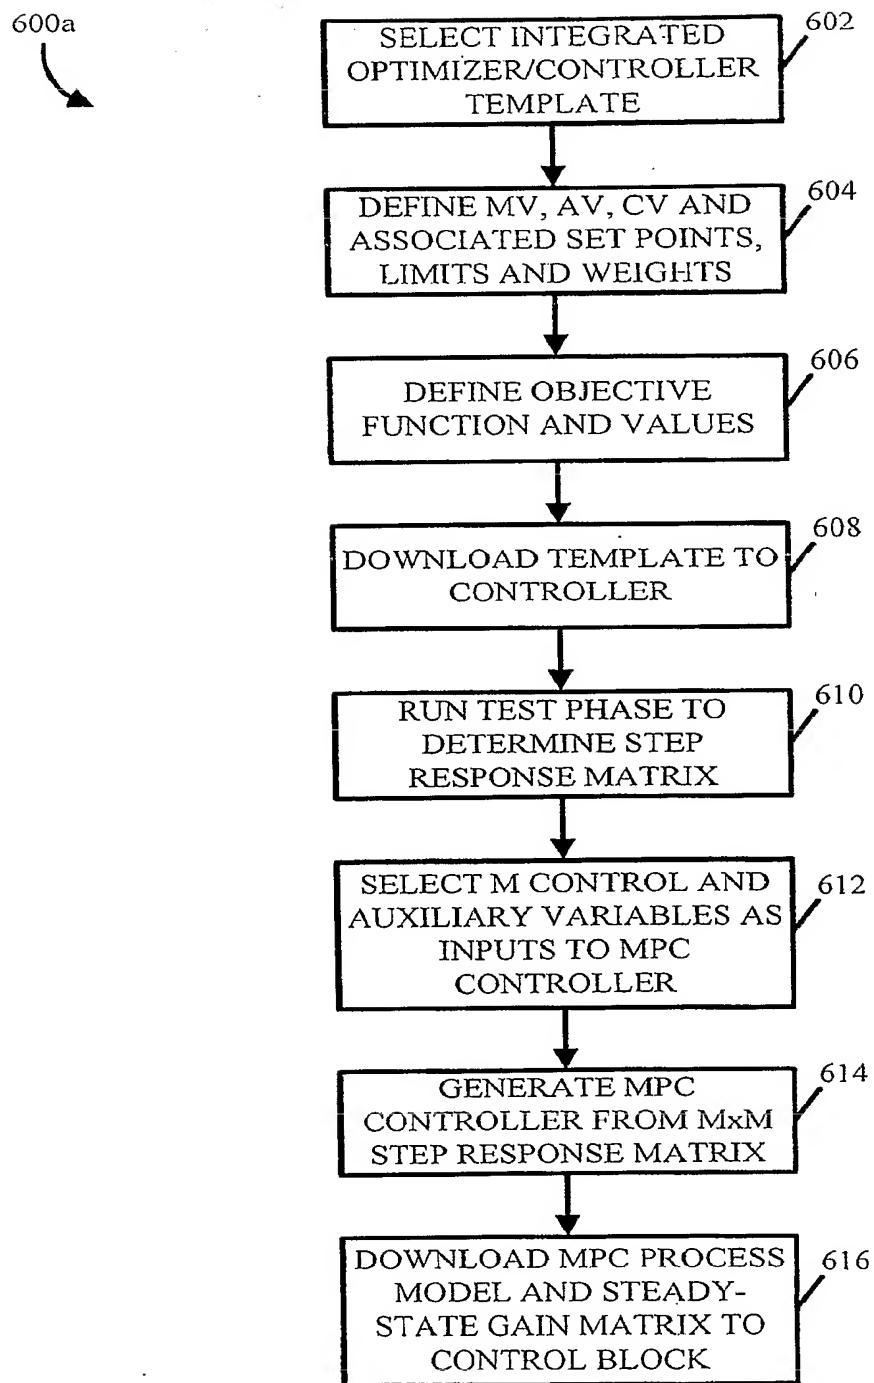 600a
SELECT INTEGRATED
OPTIMIZER/CONTROLLER
TEMPLATE
602
DEFINE MV, AV, CV AND
ASSOCIATED SET POINTS,
LIMITS AND WEIGHTS
604
DEFINE OBJECTIVE
FUNCTION AND VALUES
606
DOWNLOAD TEMPLATE TO
CONTROLLER
608
RUN TEST PHASE TO
DETERMINE STEP
RESPONSE MATRIX
610
SELECT M CONTROL AND
AUXILIARY VARIABLES AS
INPUTS TO MPC
CONTROLLER
612
GENERATE MPC
CONTROLLER FROM MxM
STEP RESPONSE MATRIX
614
DOWNLOAD MPC PROCESS
MODEL AND STEADY-
STATE GAIN MATRIX TO
CONTROL BLOCK
616